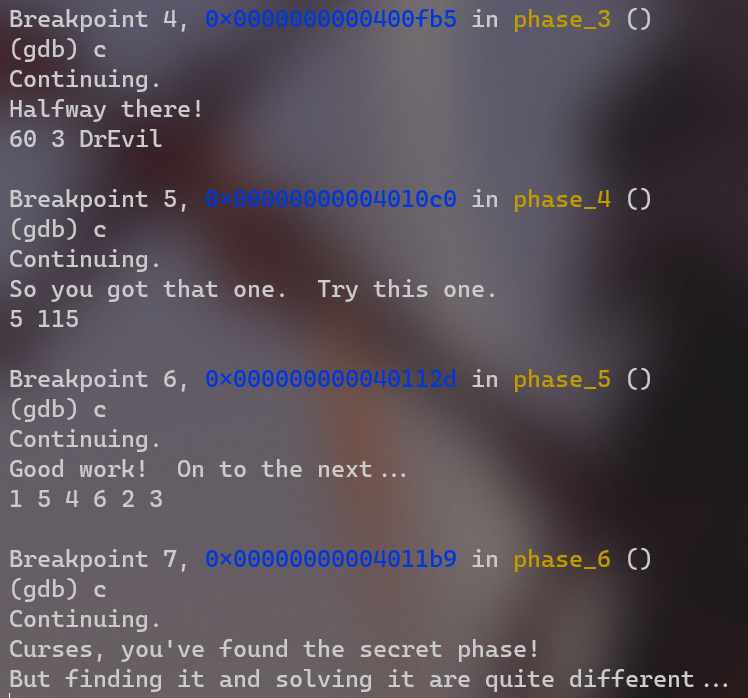 Breakpoint 4, 0x0000000000400fb5 in phase_3 ()
(gdb) c
Continuing.
Halfway there!
60 3 DrEvil
Breakpoint 5, 0x00000000004010c0 in phase_4 ()
(gdb) c
Continuing.
So you got that one.  Try this one.
5 115
Breakpoint 6, 0x000000000040112d in phase_5 ()
(gdb) c
Continuing.
Good work!  On to the next...
1 5 4 6 2 3
Breakpoint 7, 0x00000000004011b9 in phase_6 ()
(gdb) c
Continuing.
Curses, you've found the secret phase!
But finding it and solving it are quite different...